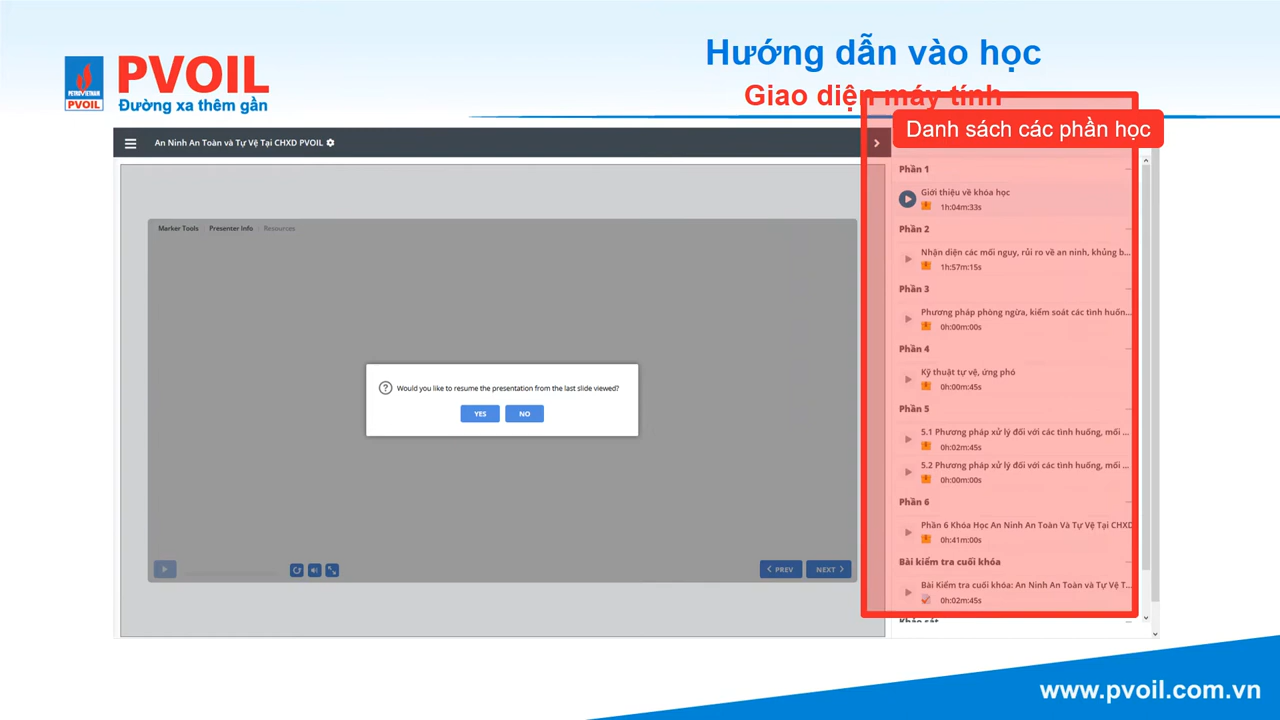 Hướng dẫn vào học
PETROVIETNAM
PVOIL
PVOIL
Đường xa thêm gần
Giao diện máy tính
Danh sách các phần học
An Ninh An Toàn và Tự Vệ Tại CHXD PVOIL
Marker Tools Presenter Info Resources
Would you like to resume the presentation from the last slide viewed?
YES NO
PREV NEXT
Phần 1
Giới thiệu về khóa học
1h:04m:33s
Phần 2
Nhận diện các mối nguy, rủi ro về an ninh, khủng b...
1h:57m:15s
Phần 3
Phương pháp phòng ngừa, kiểm soát các tình huốn...
0h:00m:00s
Phần 4
Kỹ thuật tự vệ, ứng phó
0h:00m:45s
Phần 5
5.1 Phương pháp xử lý đối với các tình huống, mối ...
0h:02m:45s
5.2 Phương pháp xử lý đối với các tình huống, mối ...
0h:00m:00s
Phần 6
Phần 6 Khóa Học An Ninh An Toàn Và Tự Vệ Tại CHXD
0h:41m:00s
Bài kiểm tra cuối khóa
Bài Kiểm tra cuối khóa: An Ninh An Toàn và Tự Vệ T...
0h:02m:45s
Khảo sát
www.pvoil.com.vn